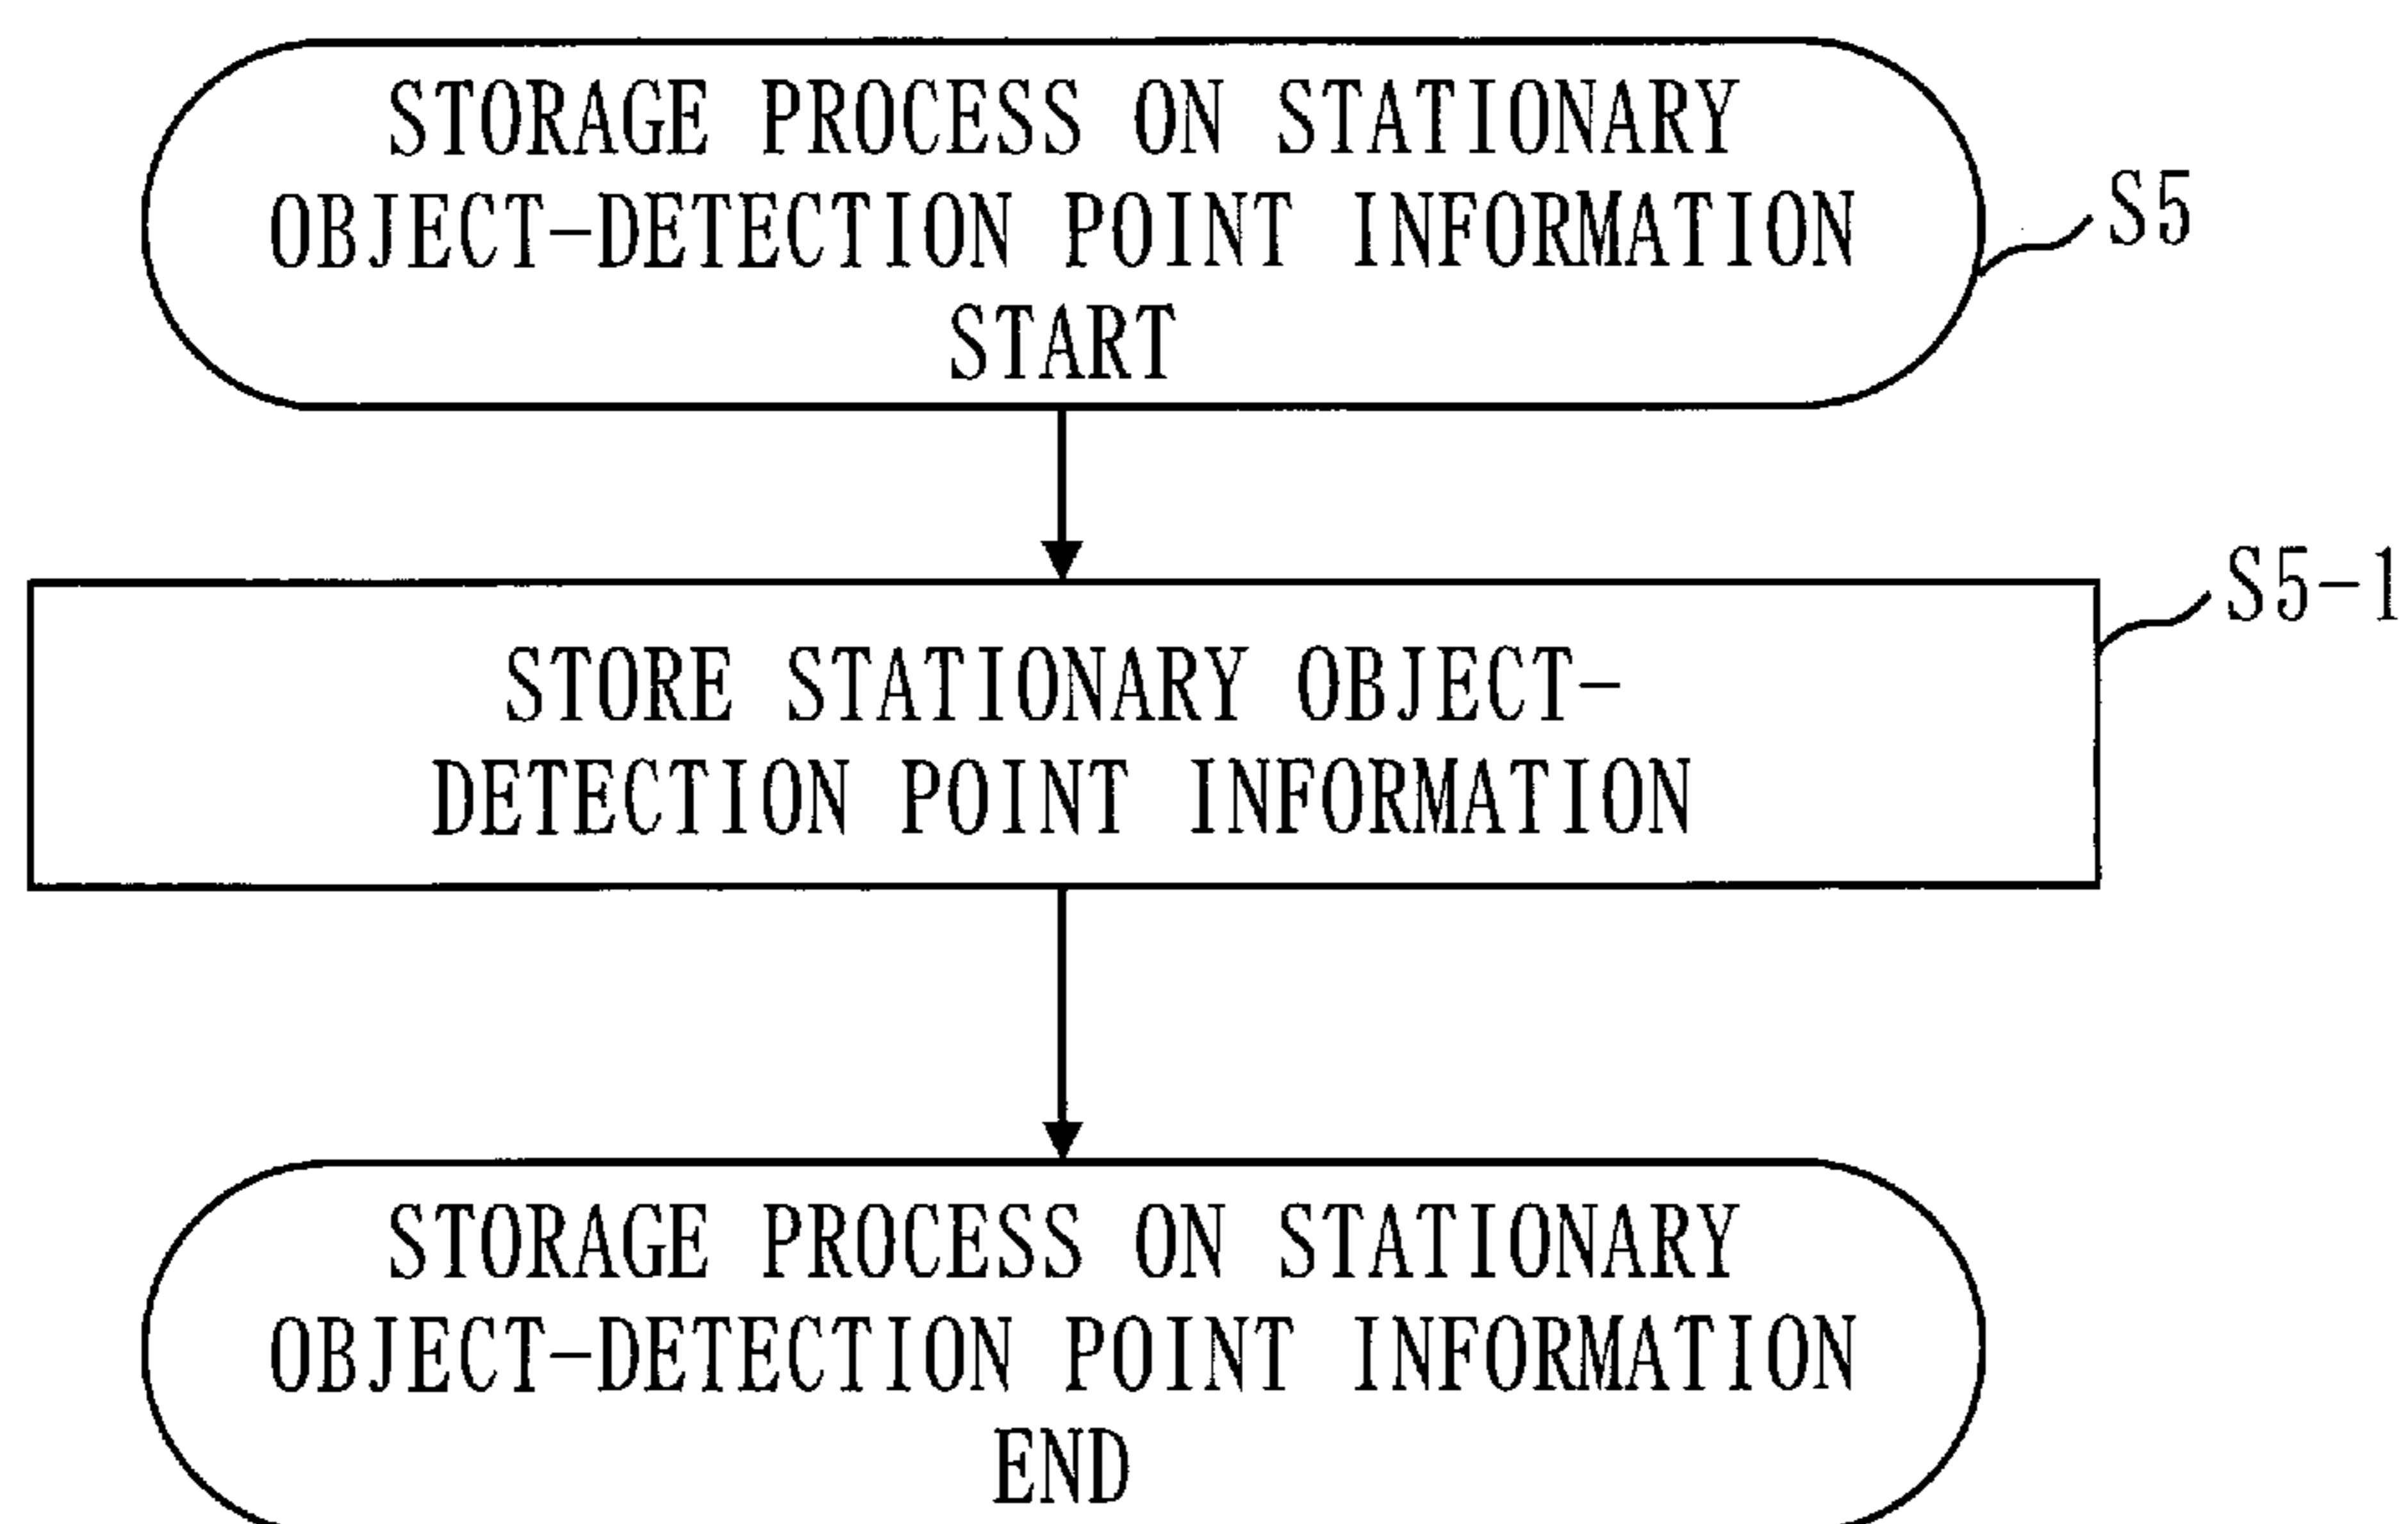 STORAGE PROCESS ON STATIONARY
OBJECT-DETECTION POINT INFORMATION
START
S5
S5-1
STORE STATIONARY OBJECT-
DETECTION POINT INFORMATION
STORAGE PROCESS ON STATIONARY
OBJECT-DETECTION POINT INFORMATION
END